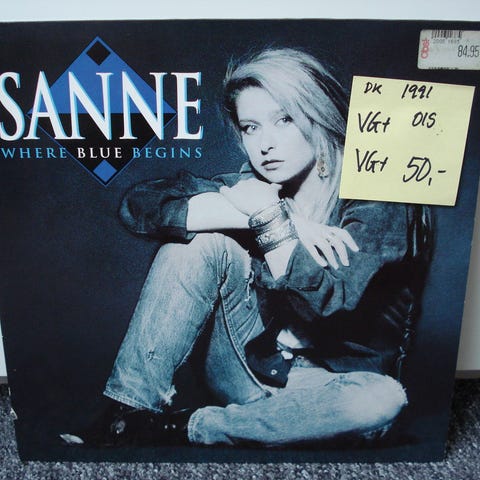 SANNE
WHERE BLUE BEGINS
84.95
DK 1991
VG+ OIS
VG+ 50,-